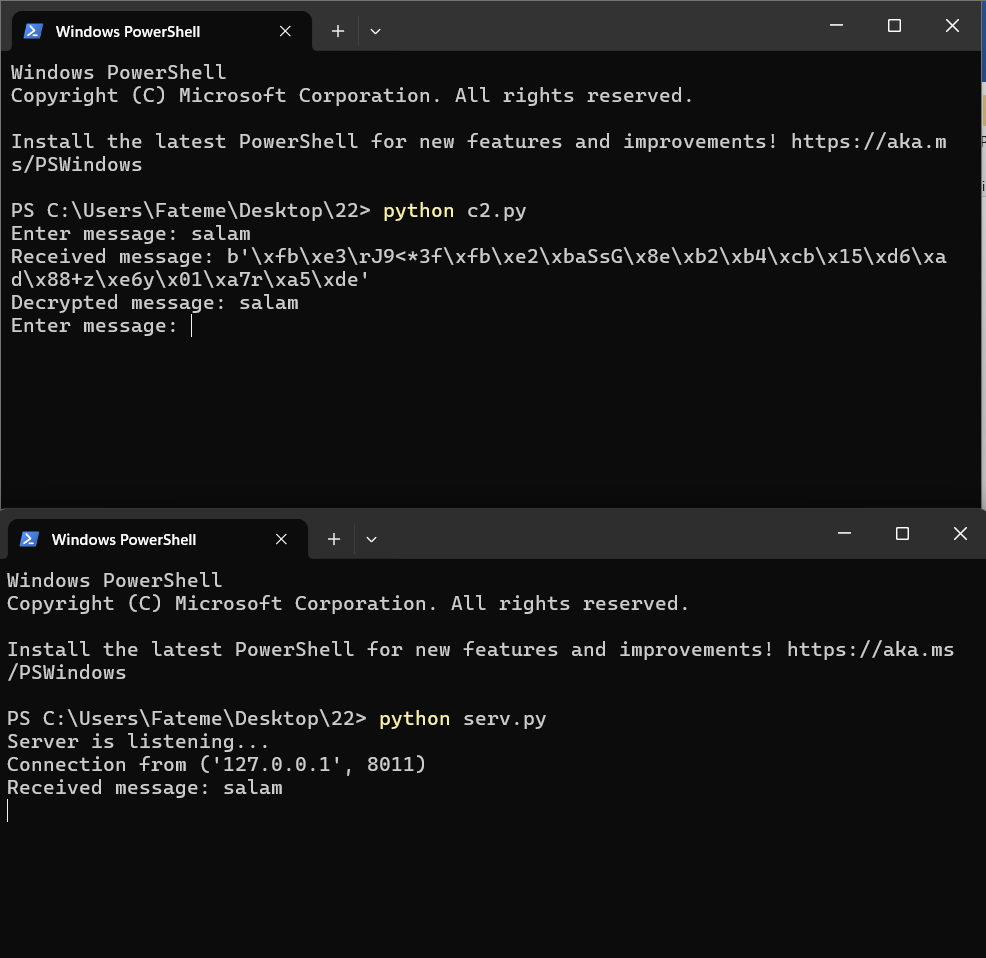 Windows PowerShell
Windows PowerShell
Copyright (C) Microsoft Corporation. All rights reserved.
Install the latest PowerShell for new features and improvements! https://aka.m
s/PSWindows
PS C:\Users\Fateme\Desktop\22> python c2.py
Enter message: salam
Received message: b'\xfb\xe3\rJ9<*3f\xfb\xe2\xbaSsG\x8e\xb2\xb4\xcb\x15\xd6\xa
d\x88+z\xe6y\x01\xa7r\xa5\xde'
Decrypted message: salam
Enter message:
Windows PowerShell
Windows PowerShell
Copyright (C) Microsoft Corporation. All rights reserved.
Install the latest PowerShell for new features and improvements! https://aka.ms
/PSWindows
PS C:\Users\Fateme\Desktop\22> python serv.py
Server is listening...
Connection from ('127.0.0.1', 8011)
Received message: salam